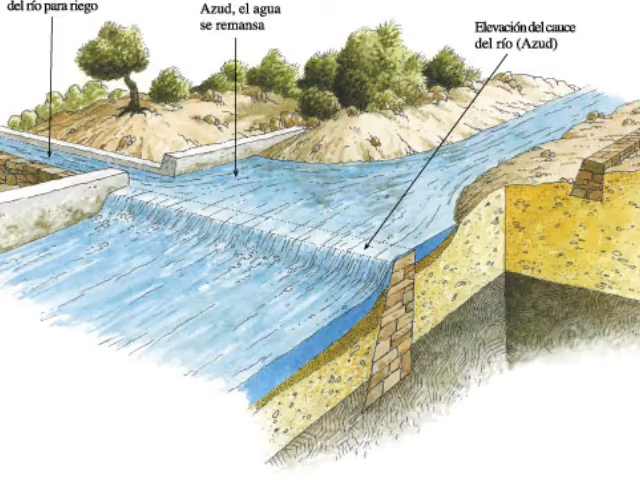 del río para riego
Azud, el agua
se remansa
Elevación del cauce
del río (Azud)